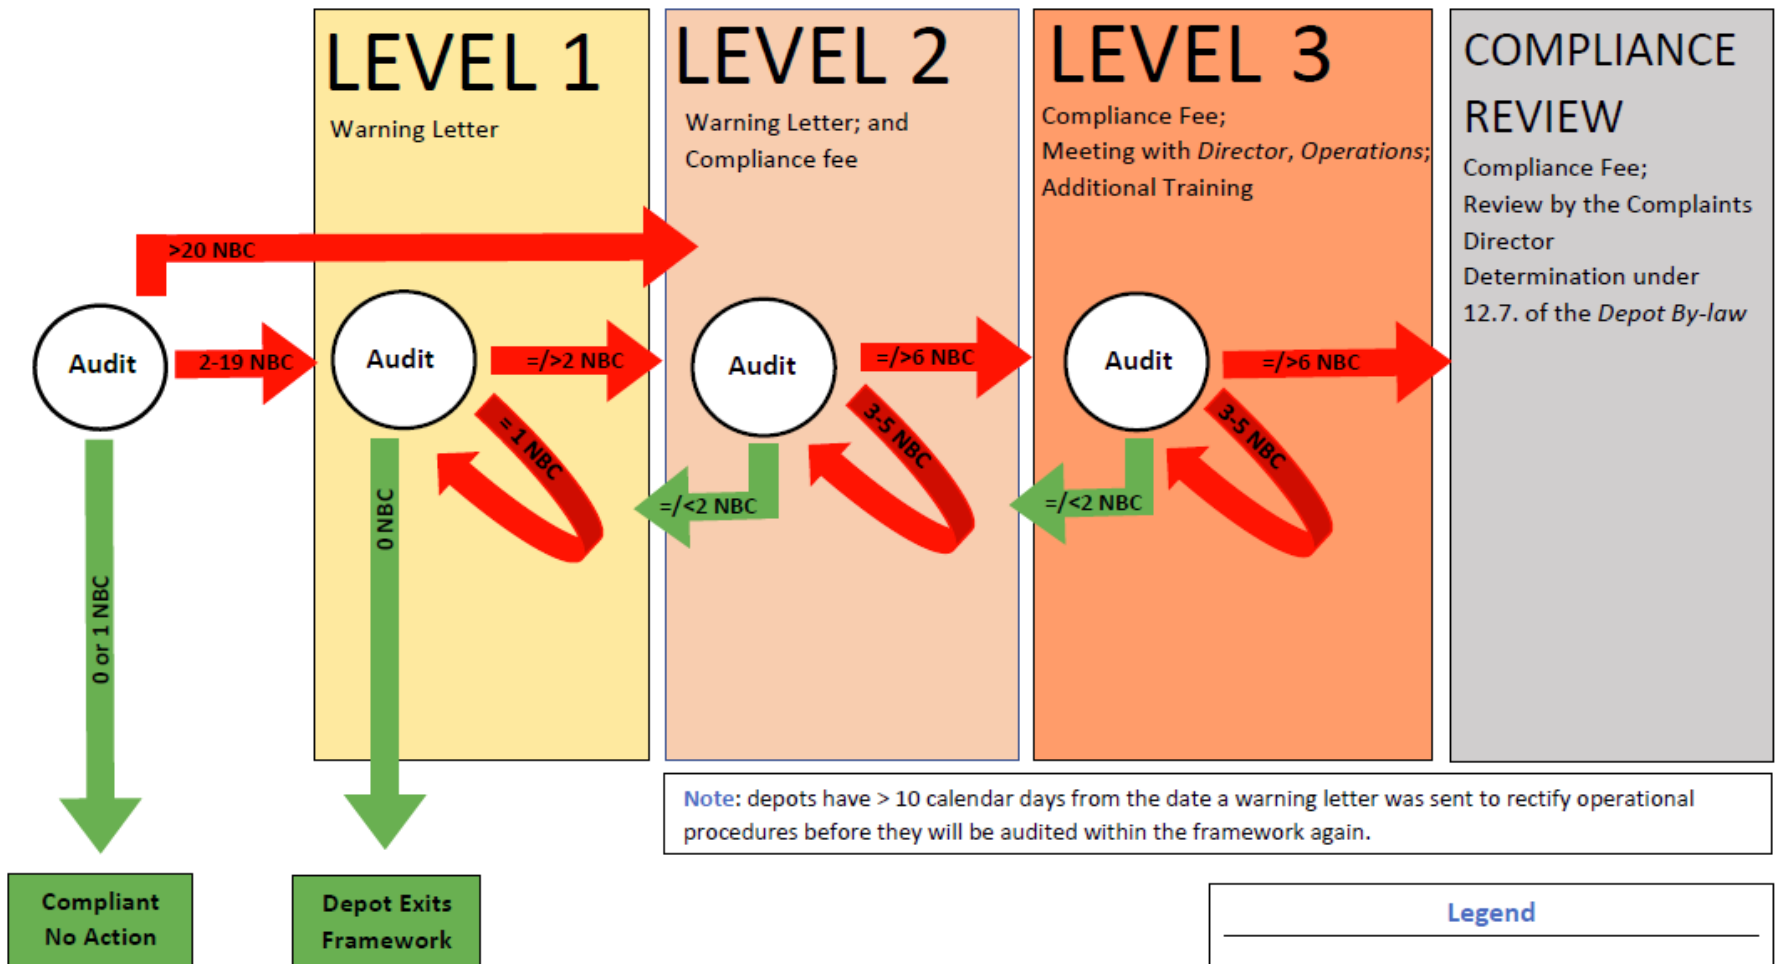 LEVEL 1
Warning Letter
LEVEL 2
Warning Letter; and
Compliance fee
LEVEL 3
Compliance Fee;
Meeting with Director, Operations;
Additional Training
COMPLIANCE
REVIEW
Compliance Fee;
Review by the Complaints
Director
Determination under
12.7. of the Depot By-law
>20 NBC
Audit
2-19 NBC
Audit
=/>2 NBC
Audit
=/>6 NBC
Audit
=/>6 NBC
= 1 NBC
3-5 NBC
3-5 NBC
0 or 1 NBC
0 NBC
=/<2 NBC
=/<2 NBC
Note: depots have > 10 calendar days from the date a warning letter was sent to rectify operational
procedures before they will be audited within the framework again.
Compliant
No Action
Depot Exits
Framework
Legend